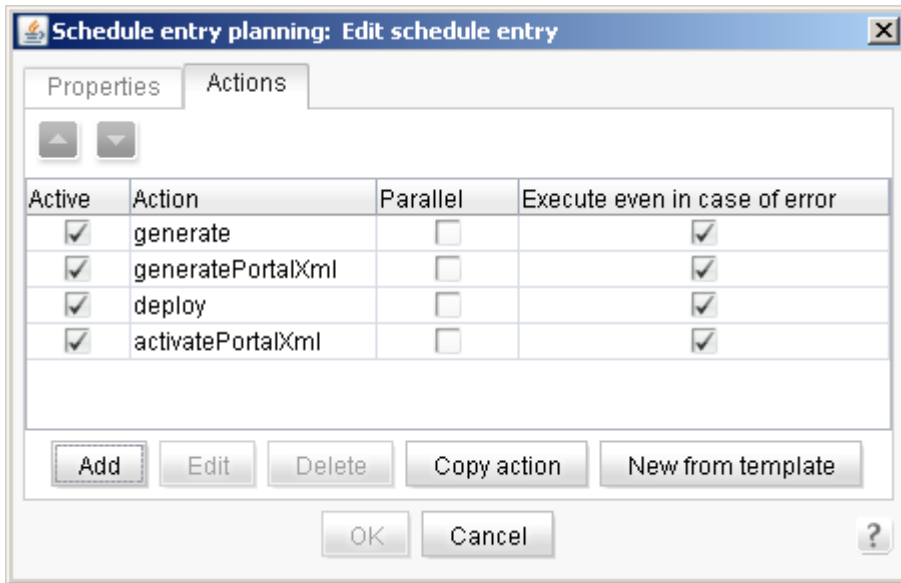 Schedule entry planning: Edit schedule entry
Properties Actions
Active Action Parallel Execute even in case of error
generate
generatePortalXml
deploy
activatePortalXml
Add Edit Delete Copy action New from template
OK Cancel ?